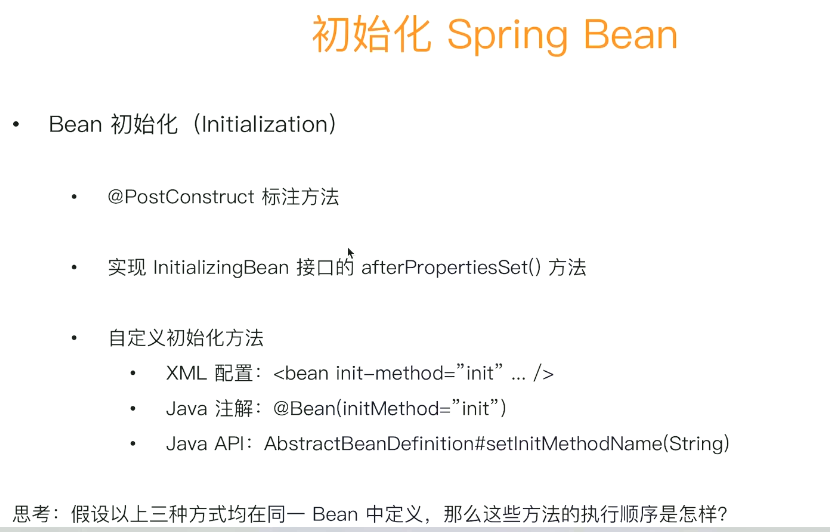 初始化 Spring Bean
• Bean 初始化（Initialization）
• @PostConstruct 标注方法
• 实现 InitializingBean 接口的 afterPropertiesSet() 方法
• 自定义初始化方法
• XML 配置：<bean init-method=”init” ... />
• Java 注解：@Bean(initMethod=”init”)
• Java API：AbstractBeanDefinition#setInitMethodName(String)
思考：假设以上三种方式均在同一 Bean 中定义，那么这些方法的执行顺序是怎样？